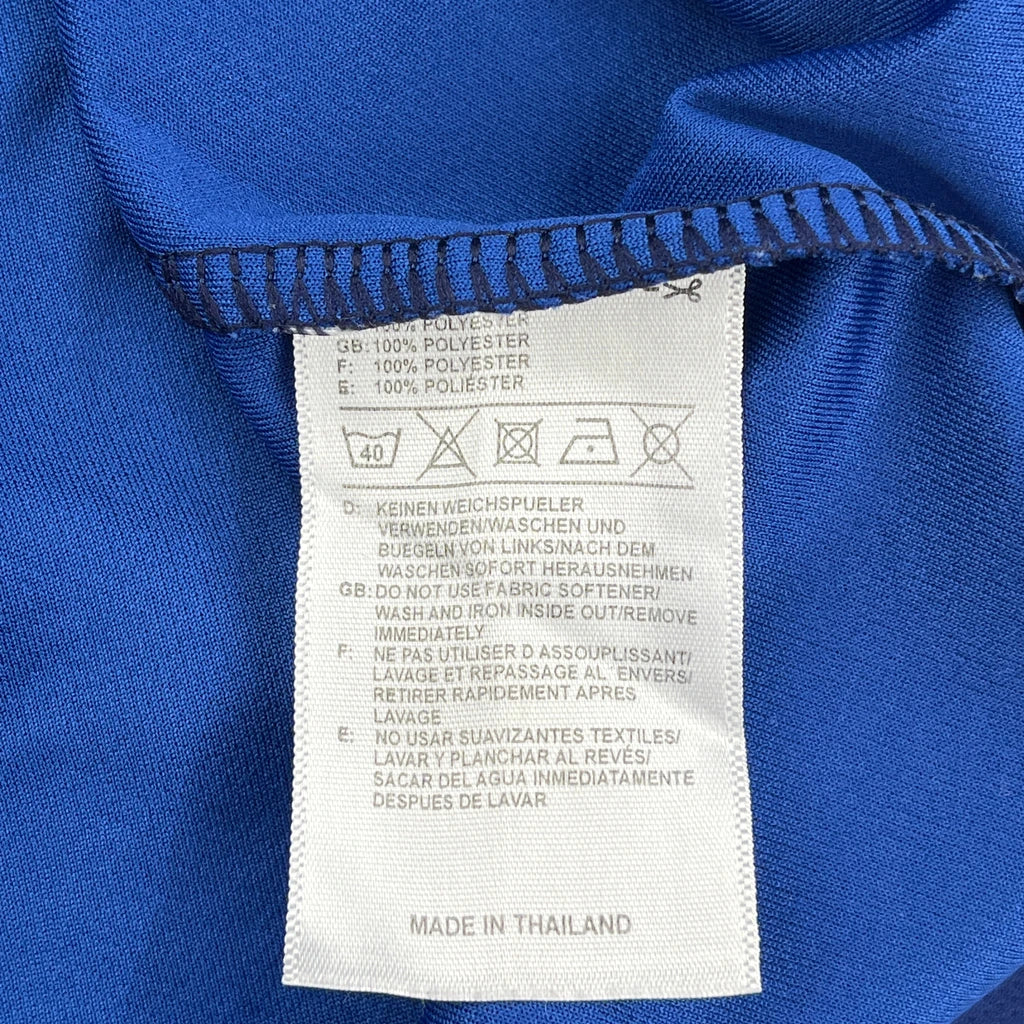 100% POLYESTER
GB: 100% POLYESTER
F: 100% POLYESTER
E: 100% POLIÉSTER
40
D: KEINEN WEICHSPUELER
VERWENDEN/WASCHEN UND
BUEGELN VON LINKS/NACH DEM
WASCHEN SOFORT HERAUSNEHMEN
GB: DO NOT USE FABRIC SOFTENER/
WASH AND IRON INSIDE OUT/REMOVE
IMMEDIATELY
F: NE PAS UTILISER D ASSOUPLISSANT/
LAVAGE ET REPASSAGE AL ENVERS/
RETIRER RAPIDEMENT APRES
LAVAGE
E: NO USAR SUAVIZANTES TEXTILES/
LAVAR Y PLANCHAR AL REVÉS/
SACAR DEL AGUA INMEDIATAMENTE
DESPUES DE LAVAR
MADE IN THAILAND